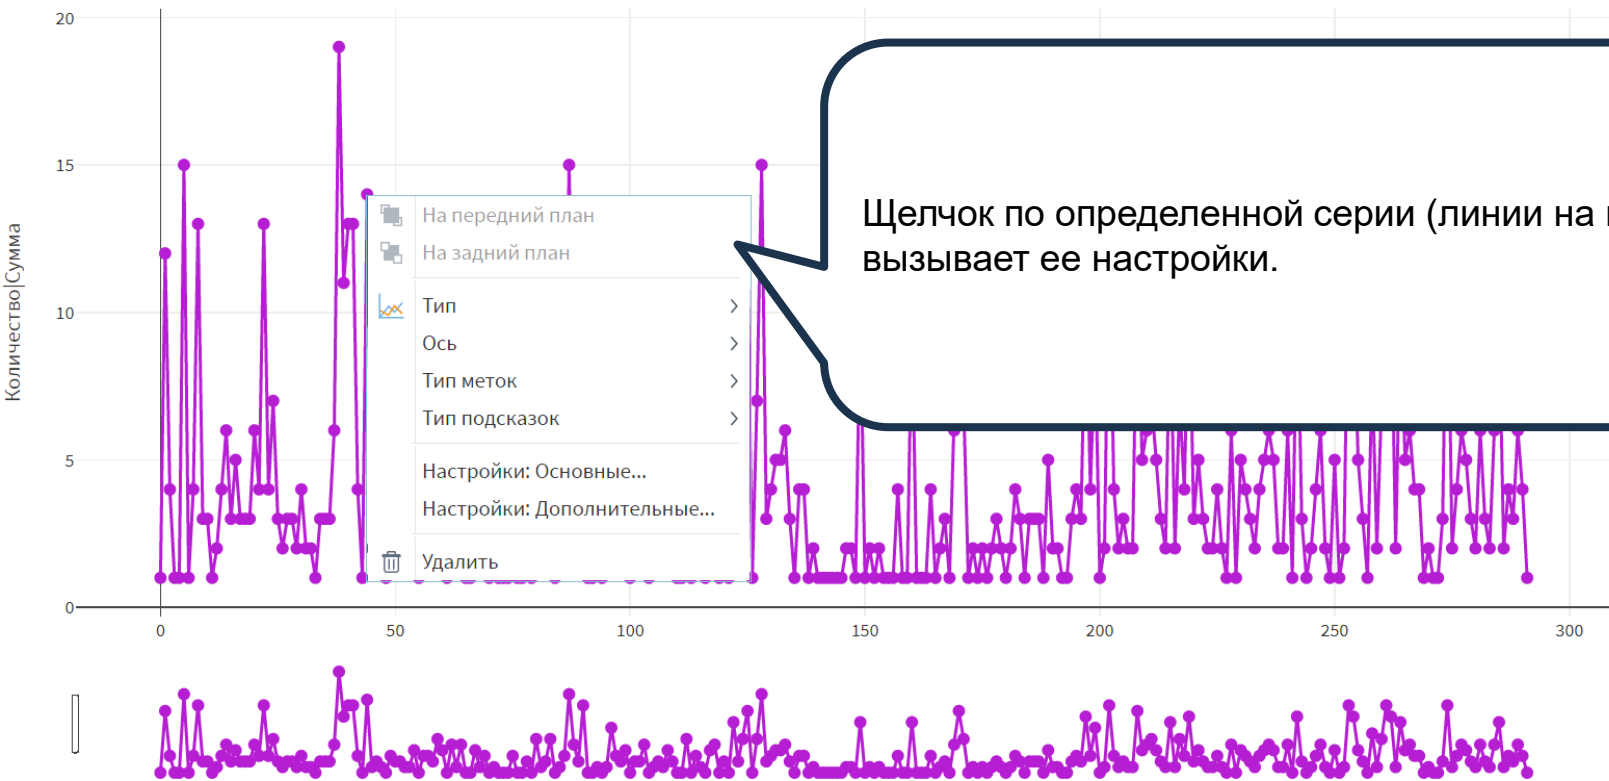 20
15
10
5
0
Количество|Сумма
На передний план
На задний план
Тип
Ось
Тип меток
Тип подсказок
Настройки: Основные...
Настройки: Дополнительные...
Удалить
Щелчок по определенной серии (линии на
вызывает ее настройки.
0 50 100 150 200 250 300